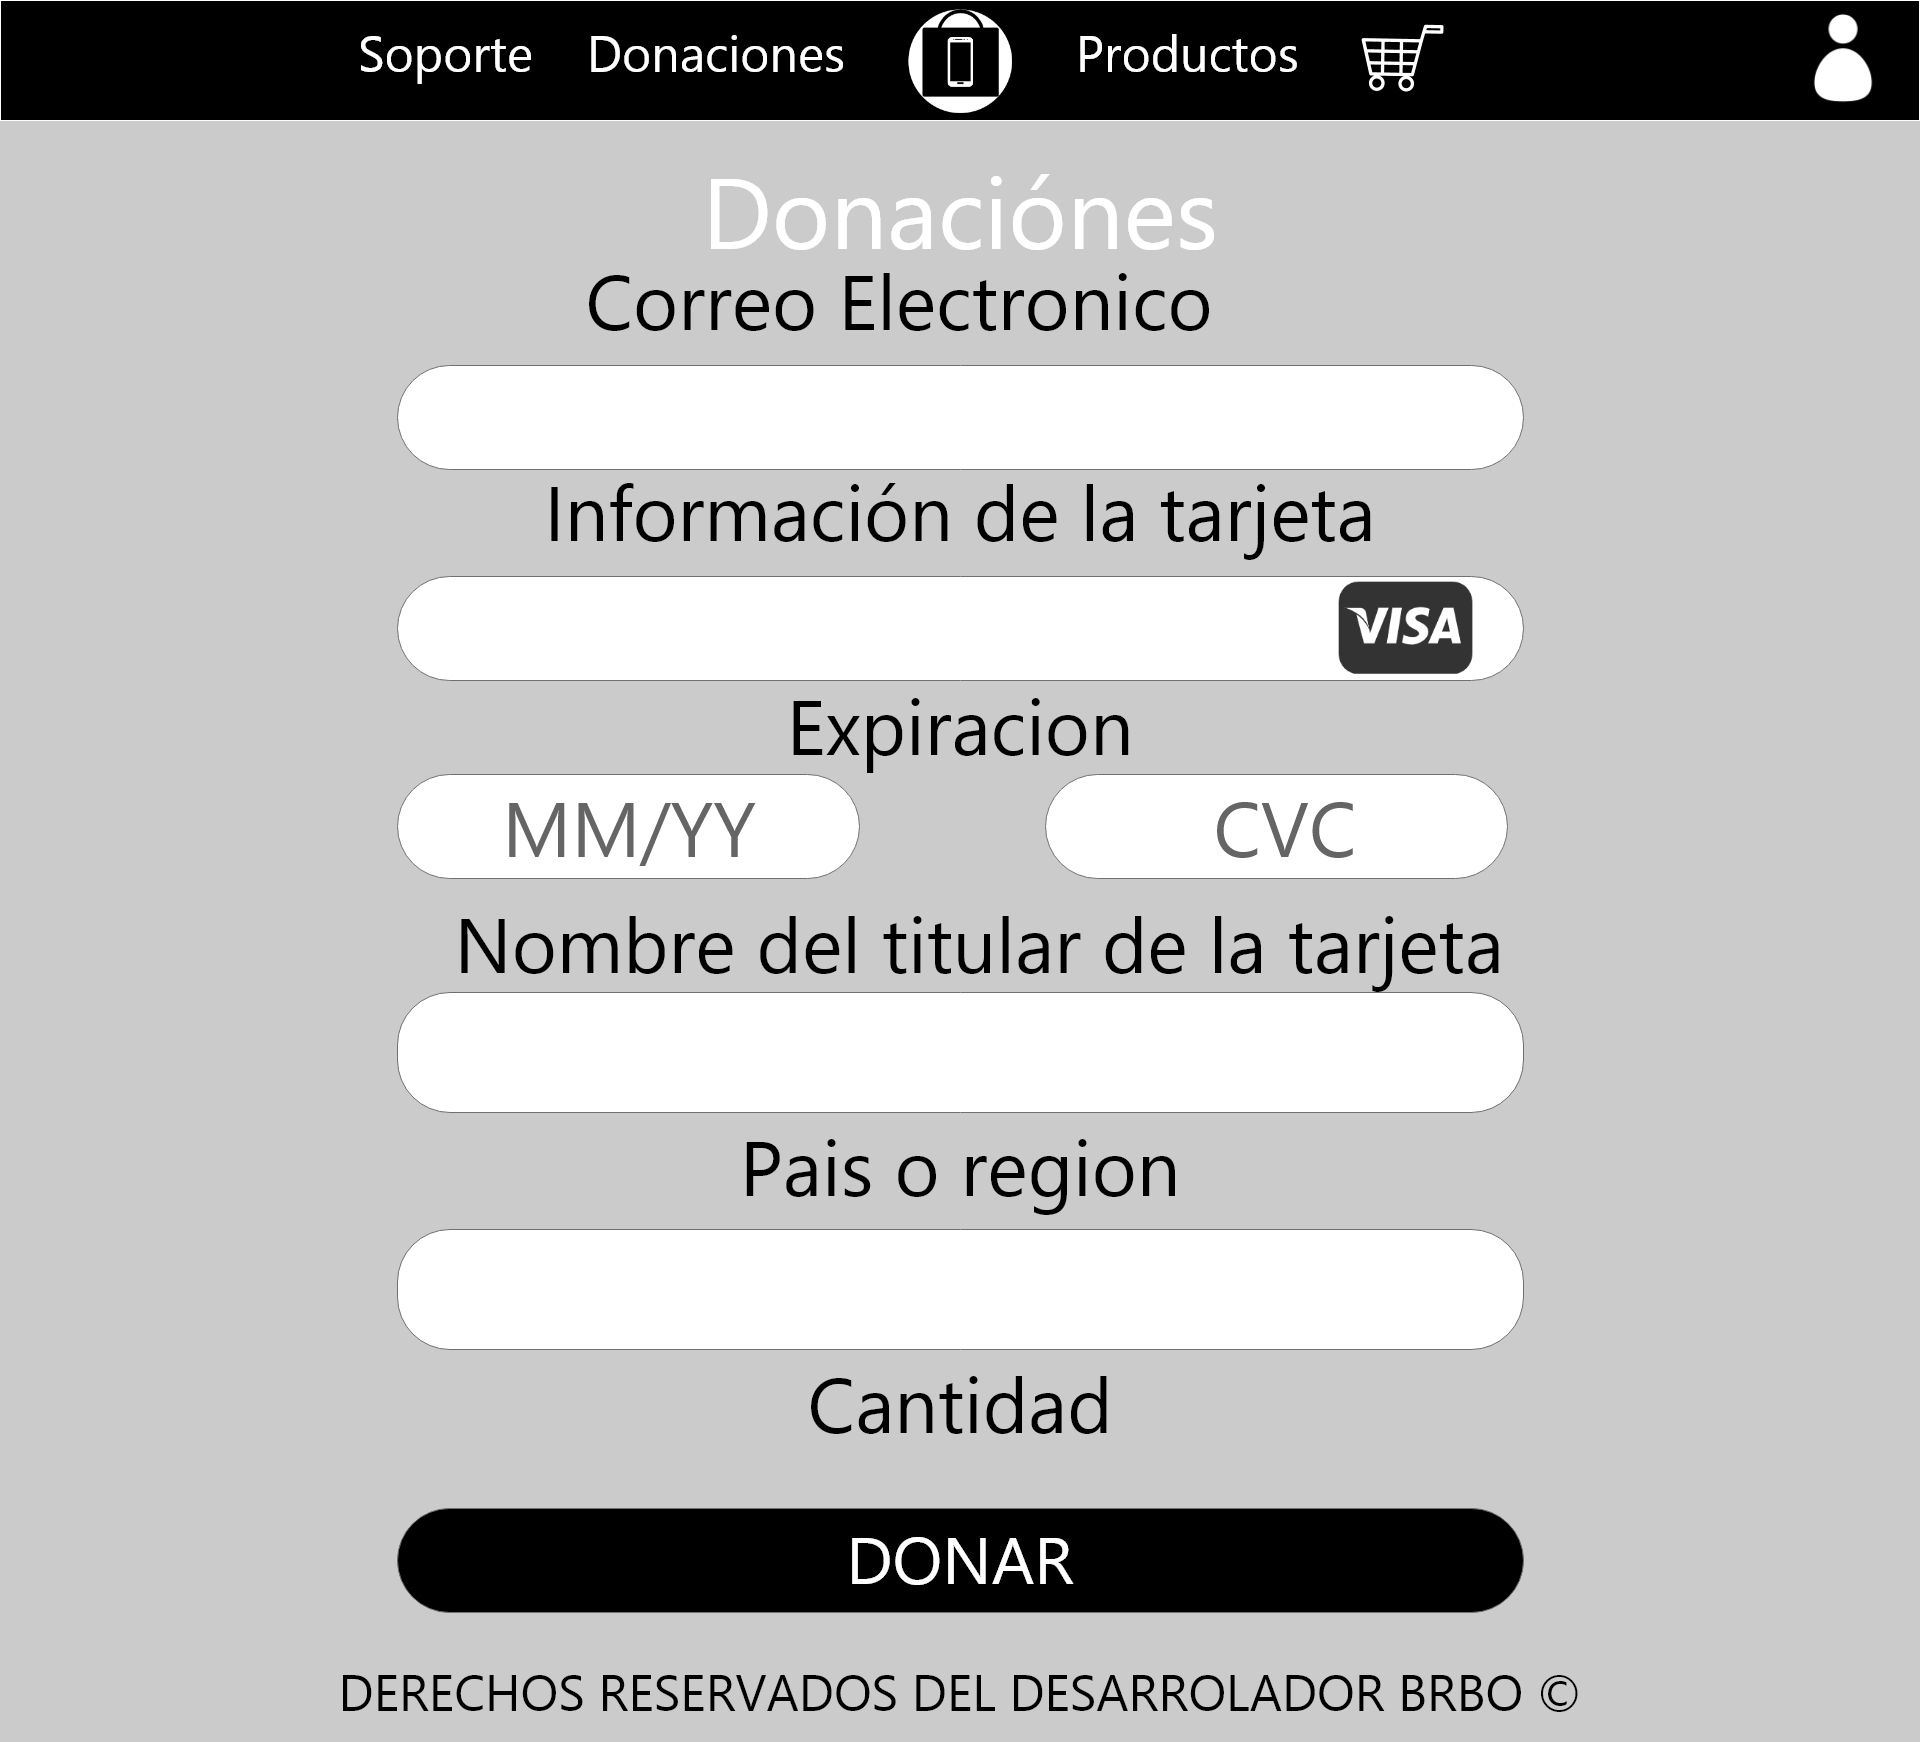 Soporte Donaciones Productos
Donaciónes
Correo Electronico
Información de la tarjeta
VISA
Expiracion
MM/YY CVC
Nombre del titular de la tarjeta
Pais o region
Cantidad
DONAR
DERECHOS RESERVADOS DEL DESARROLADOR BRBO ©